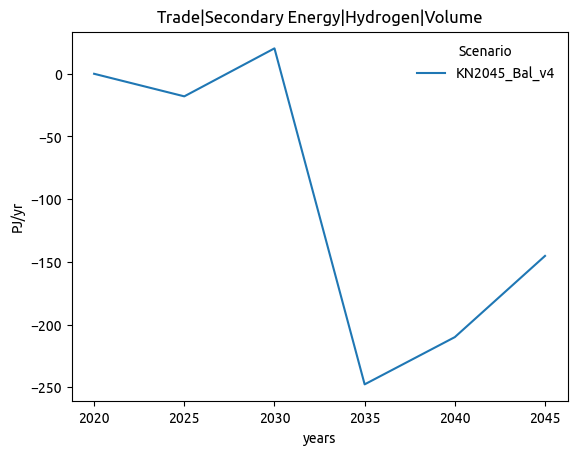 Trade|Secondary Energy|Hydrogen|Volume
Scenario
KN2045_Bal_v4
0
−50
−100
−150
−200
−250
PJ/yr
2020 2025 2030 2035 2040 2045
years